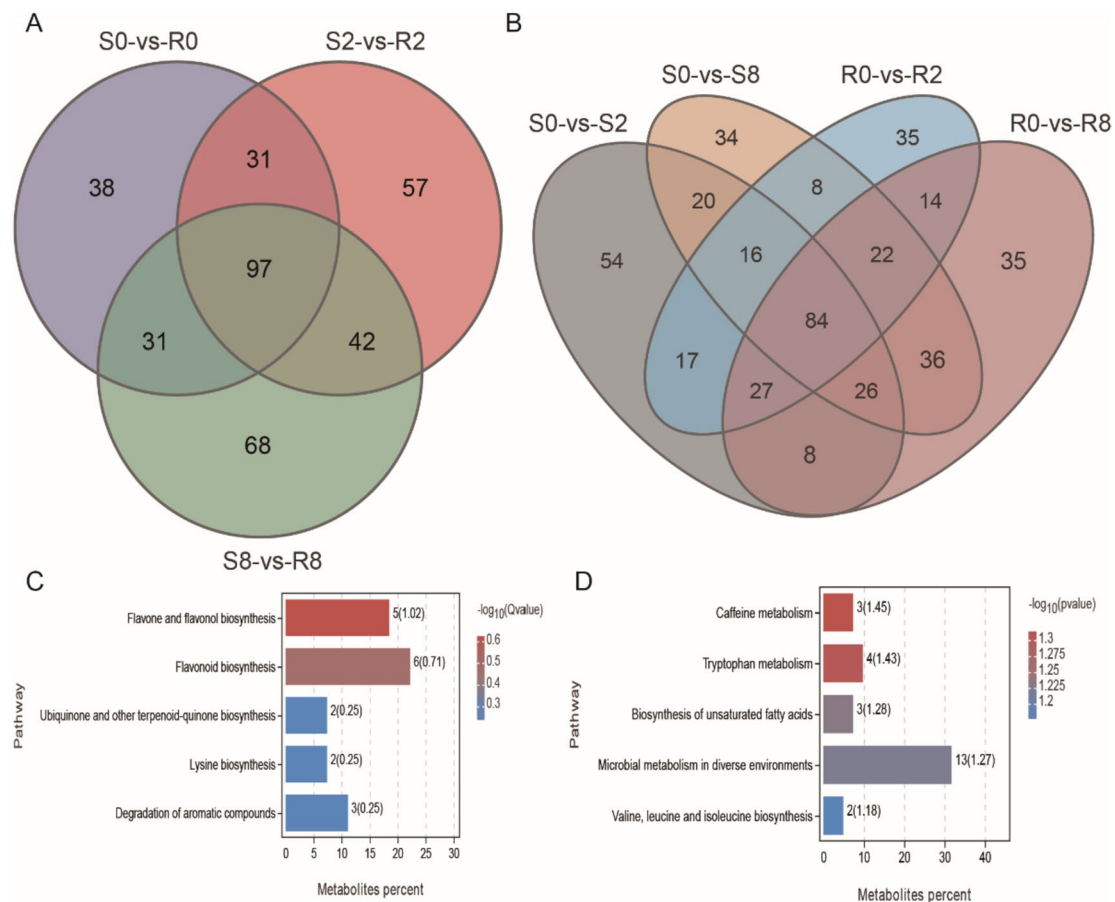 A
S0-vs-R0
S2-vs-R2
38
31
57
97
31
42
68
S8-vs-R8
B
S0-vs-S8
R0-vs-R2
S0-vs-S2
R0-vs-R8
34
35
20
8
14
54
16
22
35
84
17
36
27
26
8
C
Pathway
Flavone and flavonol biosynthesis
5(1.02)
Flavonoid biosynthesis
6(0.71)
Ubiquinone and other terpenoid-quinone biosynthesis
2(0.25)
Lysine biosynthesis
2(0.25)
Degradation of aromatic compounds
3(0.25)
0 5 10 15 20 25 30
Metabolites percent
-log10(Qvalue)
0.6
0.5
0.4
0.3
D
Pathway
Caffeine metabolism
3(1.45)
Tryptophan metabolism
4(1.43)
Biosynthesis of unsaturated fatty acids
3(1.28)
Microbial metabolism in diverse environments
13(1.27)
Valine, leucine and isoleucine biosynthesis
2(1.18)
0 10 20 30 40
Metabolites percent
-log10(pvalue)
1.3
1.275
1.25
1.225
1.2